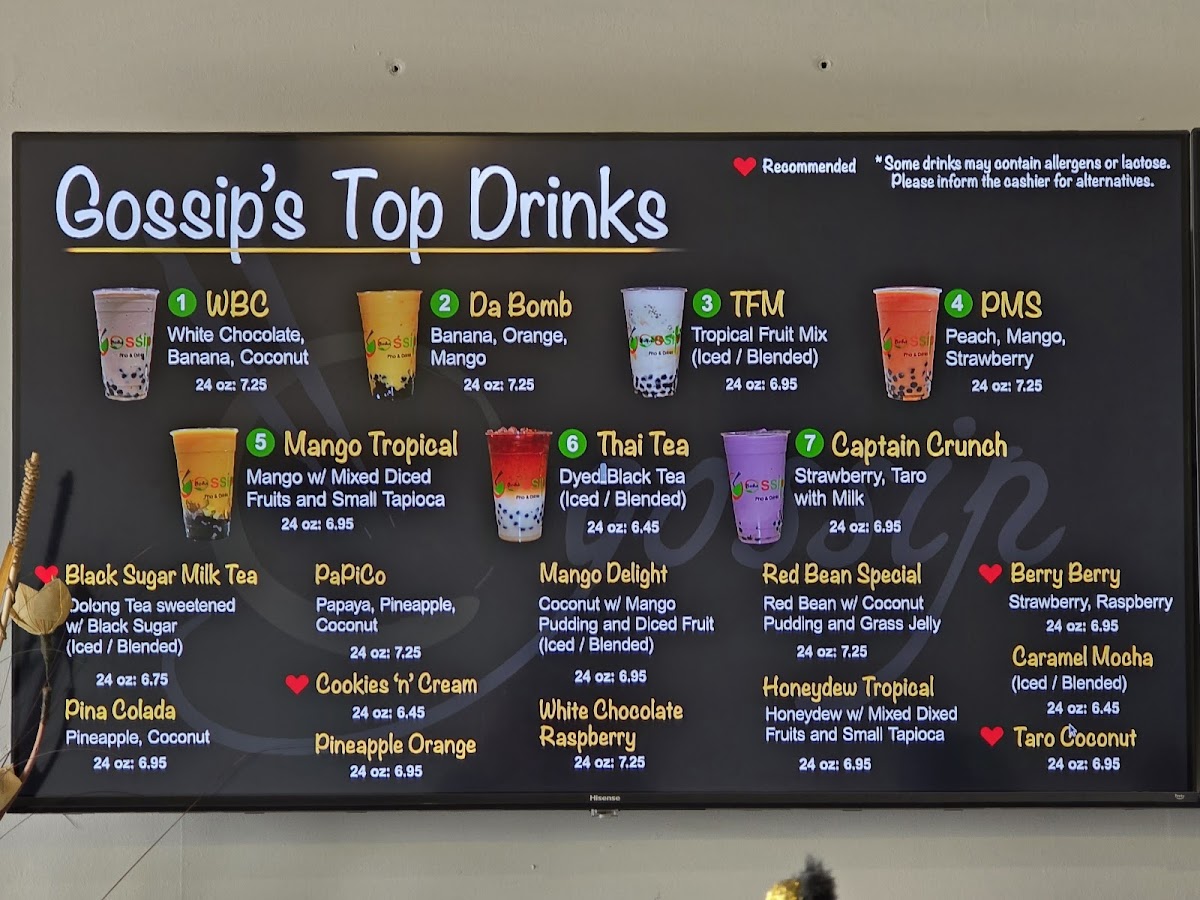 Gossip's Top Drinks
Recommended
*Some drinks may contain allergens or lactose.
Please inform the cashier for alternatives.
1 WBC
White Chocolate,
Banana, Coconut
24 oz: 7.25
2 Da Bomb
Banana, Orange,
Mango
24 oz: 7.25
3 TFM
Tropical Fruit Mix
(Iced / Blended)
24 oz: 6.95
4 PMS
Peach, Mango,
Strawberry
24 oz: 7.25
5 Mango Tropical
Mango w/ Mixed Diced
Fruits and Small Tapioca
24 oz: 6.95
6 Thai Tea
Dyed Black Tea
(Iced / Blended)
24 oz: 6.45
7 Captain Crunch
Strawberry, Taro
with Milk
24 oz: 6.95
Gossip
Black Sugar Milk Tea
Oolong Tea sweetened
w/ Black Sugar
(Iced / Blended)
24 oz: 6.75
Pina Colada
Pineapple, Coconut
24 oz: 6.95
PaPiCo
Papaya, Pineapple,
Coconut
24 oz: 7.25
Cookies 'n' Cream
24 oz: 6.45
Pineapple Orange
24 oz: 6.95
Mango Delight
Coconut w/ Mango
Pudding and Diced Fruit
(Iced / Blended)
24 oz: 6.95
White Chocolate
Raspberry
24 oz: 7.25
Red Bean Special
Red Bean w/ Coconut
Pudding and Grass Jelly
24 oz: 7.25
Honeydew Tropical
Honeydew w/ Mixed Dixed
Fruits and Small Tapioca
24 oz: 6.95
Berry Berry
Strawberry, Raspberry
24 oz: 6.95
Caramel Mocha
(Iced / Blended)
24 oz: 6.45
Taro Coconut
24 oz: 6.95
Hisense